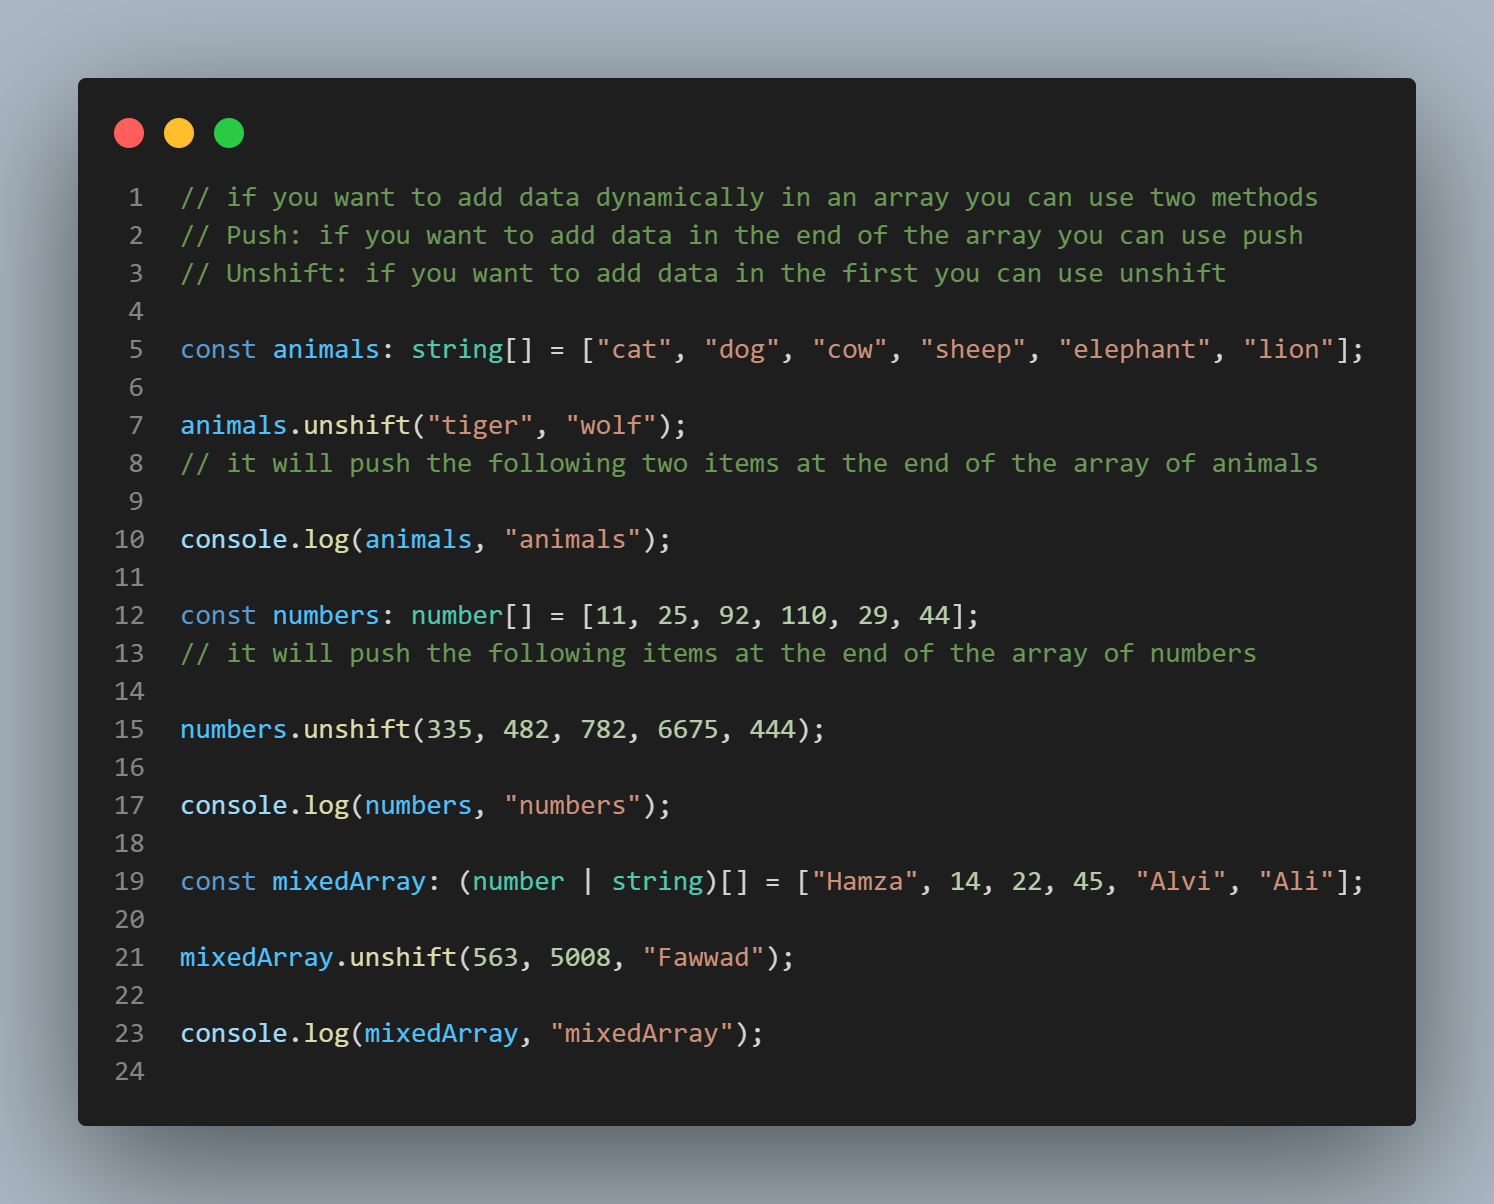 1 // if you want to add data dynamically in an array you can use two methods
2 // Push: if you want to add data in the end of the array you can use push
3 // Unshift: if you want to add data in the first you can use unshift
4
5 const animals: string[] = ["cat", "dog", "cow", "sheep", "elephant", "lion"];
6
7 animals.unshift("tiger", "wolf");
8 // it will push the following two items at the end of the array of animals
9
10 console.log(animals, "animals");
11
12 const numbers: number[] = [11, 25, 92, 110, 29, 44];
13 // it will push the following items at the end of the array of numbers
14
15 numbers.unshift(335, 482, 782, 6675, 444);
16
17 console.log(numbers, "numbers");
18
19 const mixedArray: (number | string)[] = ["Hamza", 14, 22, 45, "Alvi", "Ali"];
20
21 mixedArray.unshift(563, 5008, "Fawwad");
22
23 console.log(mixedArray, "mixedArray");
24